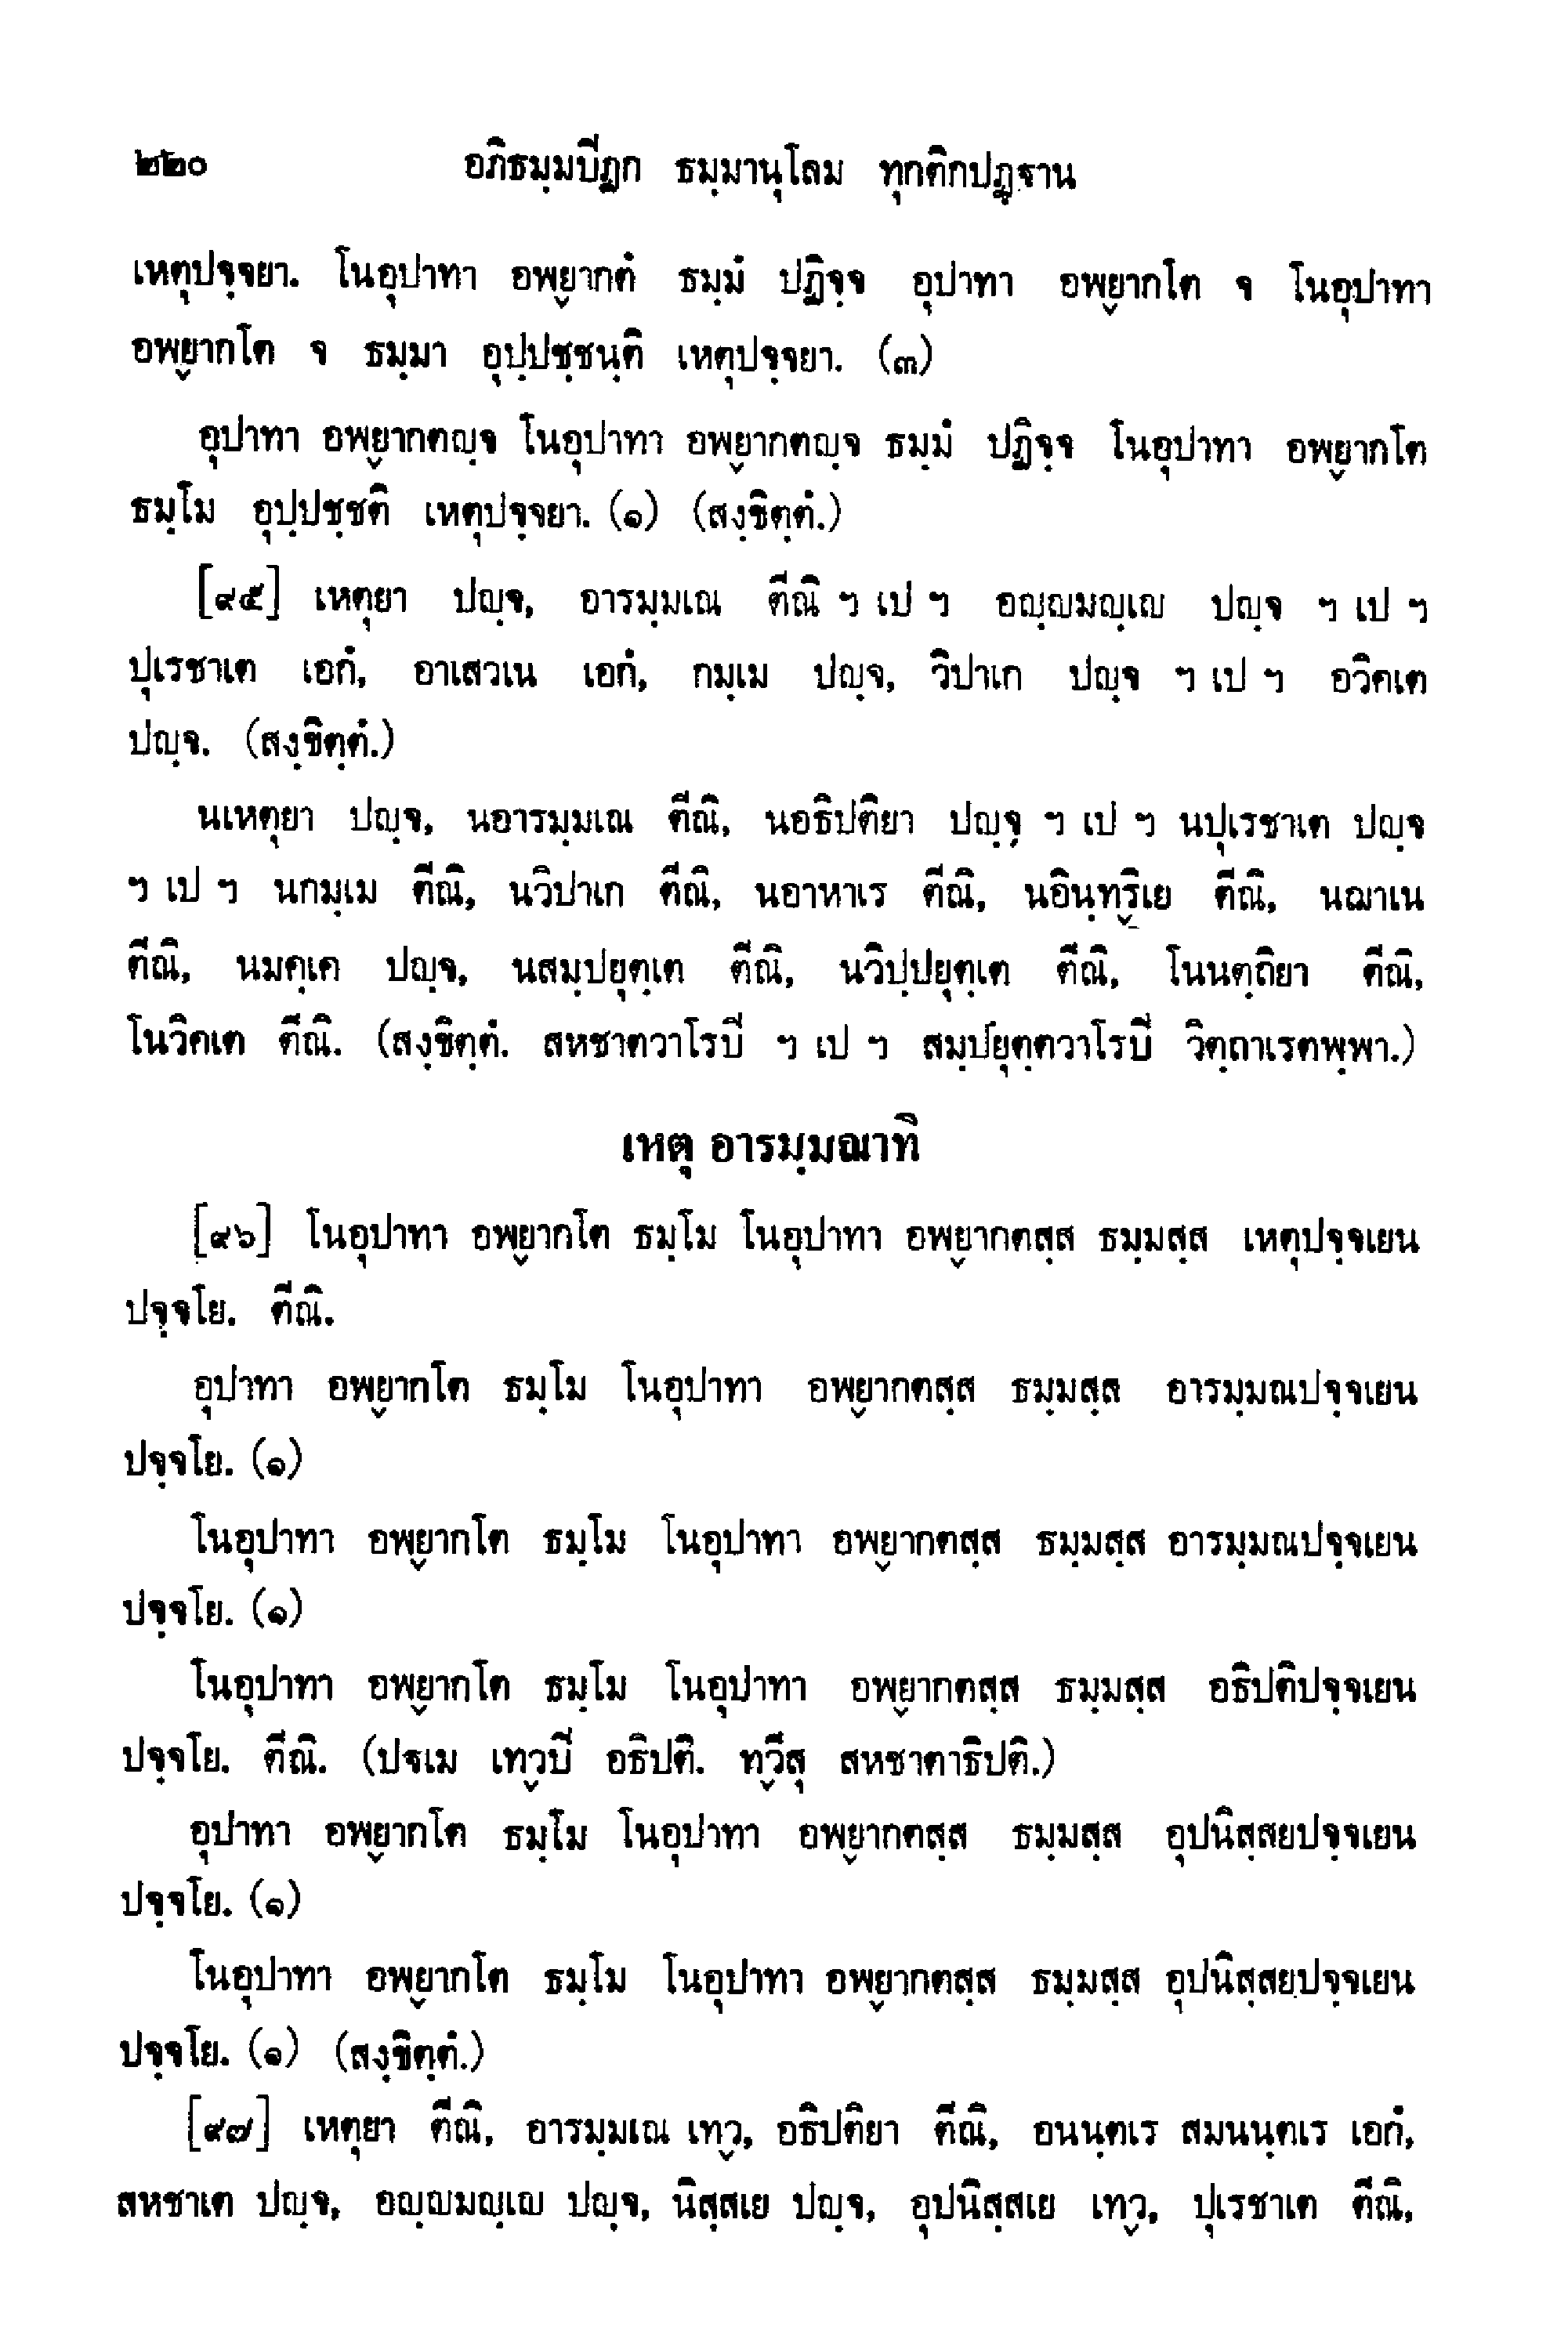 ๒๒๐ อภิธมฺมปิฏก ธมฺมานุโลม ทุกติกปฏฺฐาน
เหตุปจฺจยา. โนอุปาทา อพฺยากตํ ธมฺมํ ปฏิจฺจ อุปาทา อพฺยากโต จ โนอุปาทา
อพฺยากโต จ ธมฺมา อุปฺปชฺชนฺติ เหตุปจฺจยา. (๓)
อุปาทา อพฺยากตญฺจ โนอุปาทา อพฺยากตญฺจ ธมฺมํ ปฏิจฺจ โนอุปาทา อพฺยากโต
ธมฺโม อุปฺปชฺชติ เหตุปจฺจยา. (๑) (สงฺขิตฺตํ.)
[๙๕] เหตุยา ปญฺจ, อารมฺมเณ ตีณิ ฯ เป ฯ อญฺญมญฺเญ ปญฺจ ฯ เป ฯ
ปุเรชาเต เอกํ, อาเสวเน เอกํ, กมฺเม ปญฺจ, วิปาเก ปญฺจ ฯ เป ฯ อวิคเต
ปญฺจ. (สงฺขิตฺตํ.)
นเหตุยา ปญฺจ, นอารมฺมเณ ตีณิ, นอธิปติยา ปญฺจ ฯ เป ฯ นปุเรชาเต ปญฺจ
ฯ เป ฯ นกมฺเม ตีณิ, นวิปาเก ตีณิ, นอาหาเร ตีณิ, นอินฺทฺริเย ตีณิ, นฌาเน
ตีณิ, นมคฺเค ปญฺจ, นสมฺปยุตฺเต ตีณิ, นวิปฺปยุตฺเต ตีณิ, โนนตฺถิยา ตีณิ,
โนวิคเต ตีณิ. (สงฺขิตฺตํ. สหชาตวาโรปิ ฯ เป ฯ สมฺปยุตฺตวาโรปิ วิตฺถาเรตพฺพา.)
เหตุ อารมฺมณาทิ
[๙๖] โนอุปาทา อพฺยากโต ธมฺโม โนอุปาทา อพฺยากตสฺส ธมฺมสฺส เหตุปจฺจเยน
ปจฺจโย. ตีณิ.
อุปาทา อพฺยากโต ธมฺโม โนอุปาทา อพฺยากตสฺส ธมฺมสฺส อารมฺมณปจฺจเยน
ปจฺจโย. (๑)
โนอุปาทา อพฺยากโต ธมฺโม โนอุปาทา อพฺยากตสฺส ธมฺมสฺส อารมฺมณปจฺจเยน
ปจฺจโย. (๑)
โนอุปาทา อพฺยากโต ธมฺโม โนอุปาทา อพฺยากตสฺส ธมฺมสฺส อธิปติปจฺจเยน
ปจฺจโย. ตีณิ. (ปฐเม เทฺวปิ อธิปติ. ทฺวีสุ สหชาตาธิปติ.)
อุปาทา อพฺยากโต ธมฺโม โนอุปาทา อพฺยากตสฺส ธมฺมสฺส อุปนิสฺสยปจฺจเยน
ปจฺจโย. (๑)
โนอุปาทา อพฺยากโต ธมฺโม โนอุปาทา อพฺยากตสฺส ธมฺมสฺส อุปนิสฺสยปจฺจเยน
ปจฺจโย. (๑) (สงฺขิตฺตํ.)
[๙๗] เหตุยา ตีณิ, อารมฺมเณ เทฺว, อธิปติยา ตีณิ, อนนฺตเร สมนนฺตเร เอกํ,
สหชาเต ปญฺจ, อญฺญมญฺเญ ปญฺจ, นิสฺสเย ปญฺจ, อุปนิสฺสเย เทฺว, ปุเรชาเต ตีณิ,